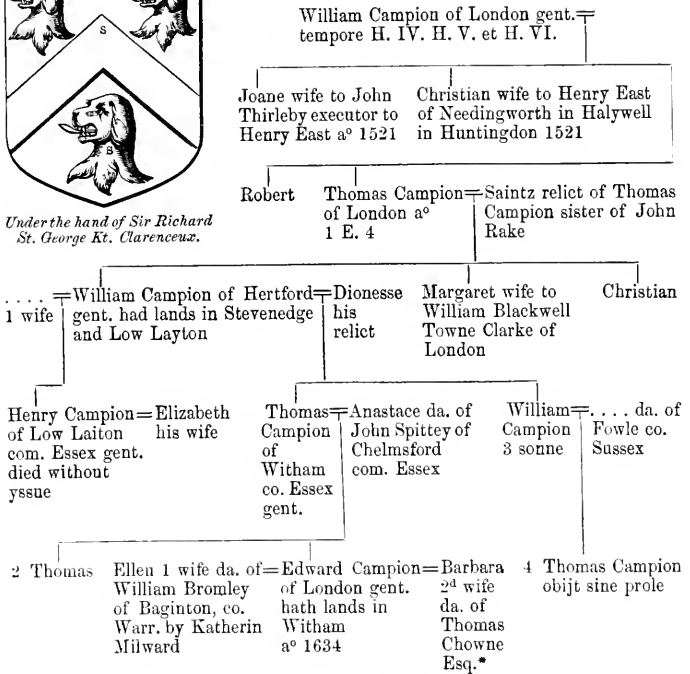 William Campion of London gent.
tempore H. IV. H. V. et H. VI.
S
B
Under the hand of Sir Richard
St. George Kt. Clarenceux.
Joane wife to John
Thirleby executor to
Henry East aº 1521
Christian wife to Henry East
of Needingworth in Halywell
in Huntingdon 1521
Robert
Thomas Campion
of London aº
1 E. 4
Saintz relict of Thomas
Campion sister of John
Rake
. . . .
1 wife
William Campion of Hertford
gent. had lands in Stevenedge
and Low Layton
Dionesse
his
relict
Margaret wife to
William Blackwell
Towne Clarke of
London
Christian
Henry Campion
of Low Laiton
com. Essex gent.
died without
yssue
Elizabeth
his wife
Thomas
Campion
of
Witham
co. Essex
gent.
Anastace da. of
John Spittey of
Chelmsford
com. Essex
William
Campion
3 sonne
. . . . da. of
Fowle co.
Sussex
2 Thomas
Ellen 1 wife da. of
William Bromley
of Baginton, co.
Warr. by Katherin
Milward
Edward Campion
of London gent.
hath lands in
Witham
aº 1634
Barbara
2ᵈ wife
da. of
Thomas
Chowne
Esq.*
4 Thomas Campion
obijt sine prole